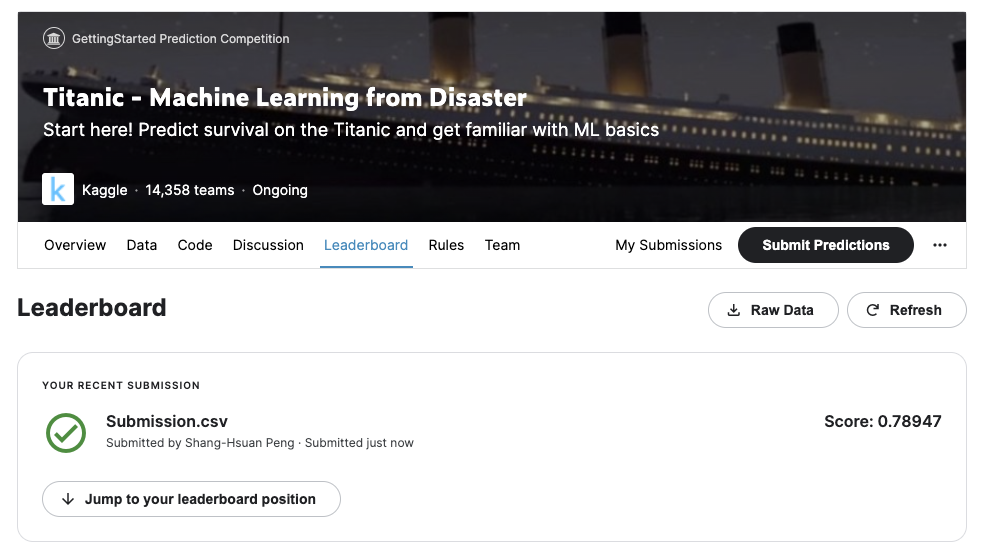 GettingStarted Prediction Competition
Titanic - Machine Learning from Disaster
Start here! Predict survival on the Titanic and get familiar with ML basics
k Kaggle · 14,358 teams · Ongoing
Overview Data Code Discussion Leaderboard Rules Team My Submissions Submit Predictions ···
Leaderboard Raw Data Refresh
YOUR RECENT SUBMISSION
Submission.csv Score: 0.78947
Submitted by Shang-Hsuan Peng · Submitted just now
Jump to your leaderboard position